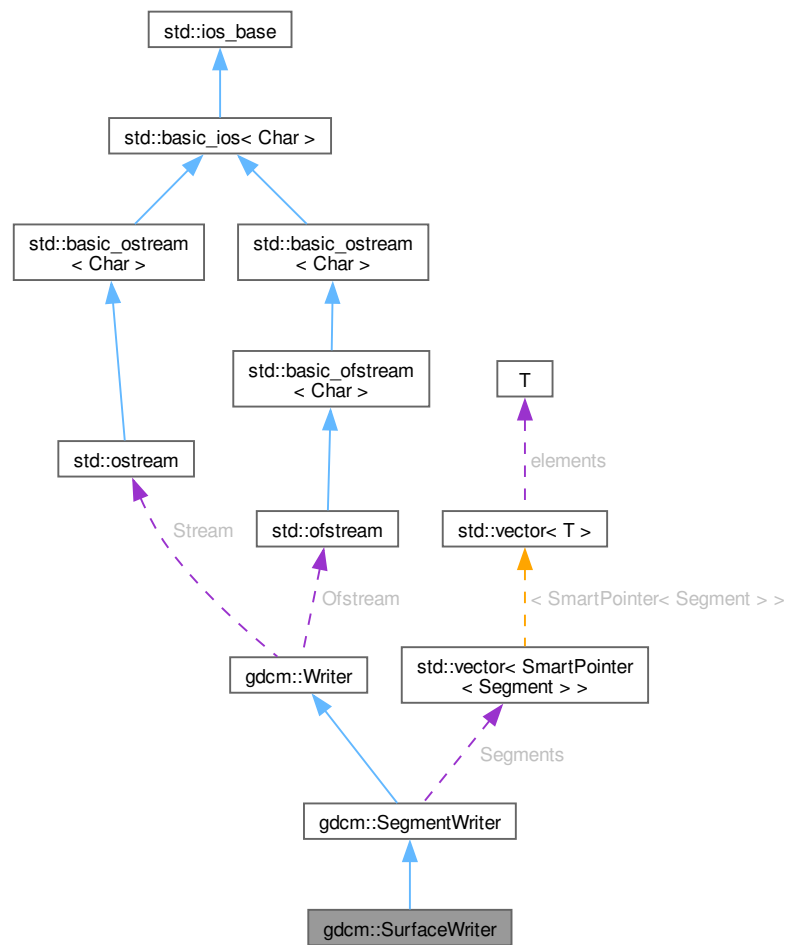 std::ios_base
std::basic_ios< Char >
std::basic_ostream
< Char >
std::basic_ostream
< Char >
std::basic_ofstream
< Char >
T
std::ostream
elements
Stream
std::ofstream
std::vector< T >
Ofstream
< SmartPointer< Segment > >
gdcm::Writer
std::vector< SmartPointer
< Segment > >
Segments
gdcm::SegmentWriter
gdcm::SurfaceWriter